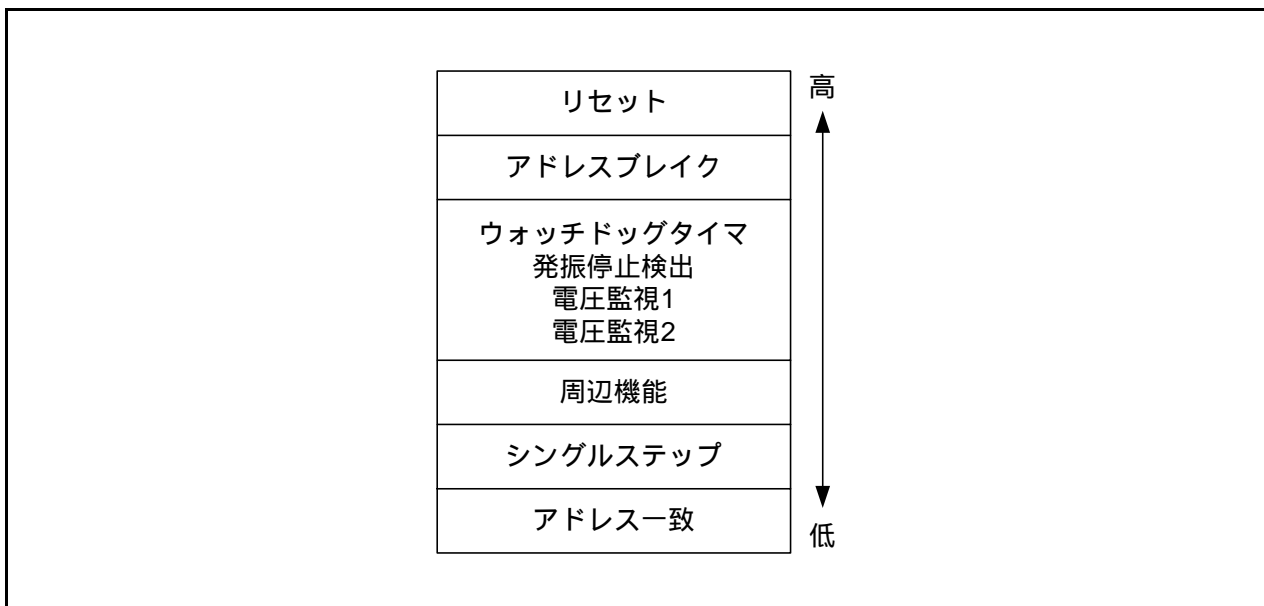 リセット
高
アドレスブレイク
ウォッチドッグタイマ
発振停止検出
電圧監視1
電圧監視2
周辺機能
シングルステップ
アドレス一致
低